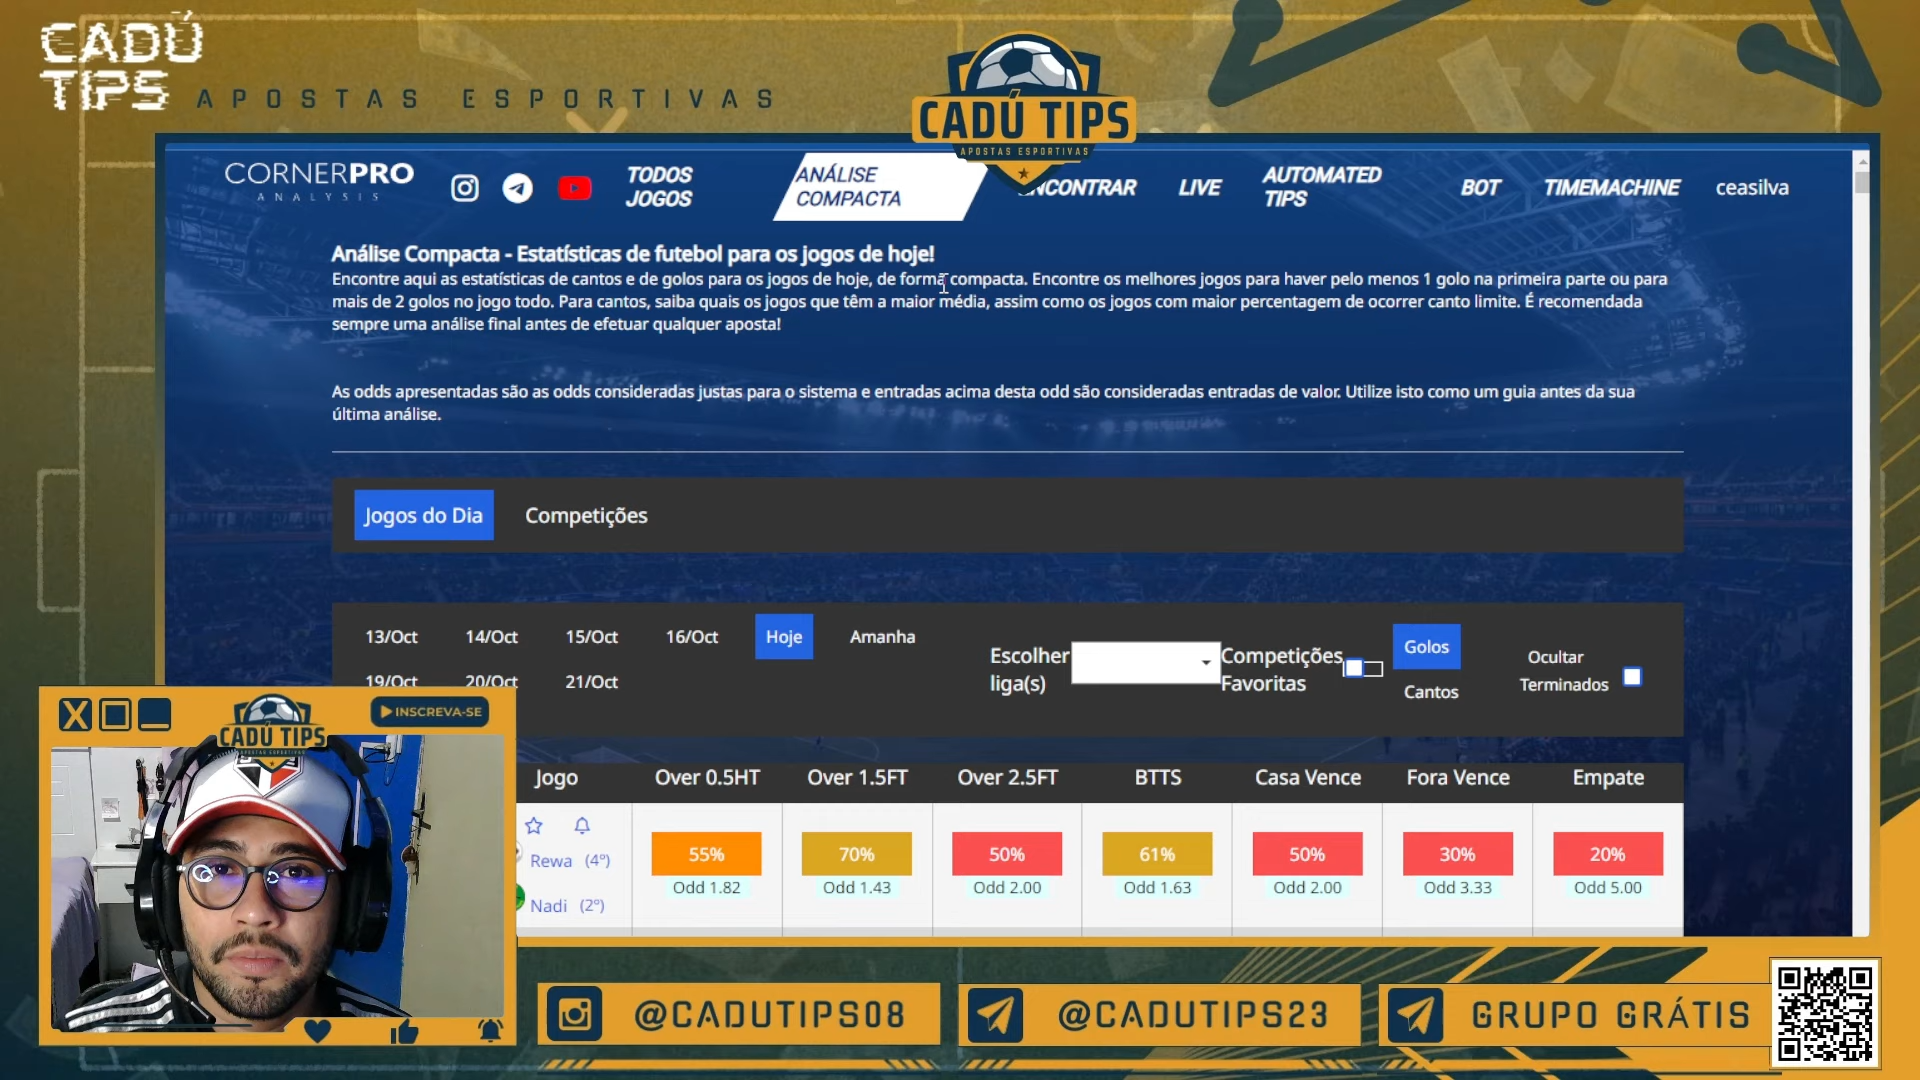 CADÚ
TIPS
APOSTAS ESPORTIVAS
CADÚ TIPS
APOSTAS ESPORTIVAS
CORNERPRO
ANALYSIS
TODOS
JOGOS
ANÁLISE
COMPACTA
NCONTRAR
LIVE
AUTOMATED
TIPS
BOT
TIMEMACHINE
ceasilva
Análise Compacta - Estatísticas de futebol para os jogos de hoje!
Encontre aqui as estatísticas de cantos e de golos para os jogos de hoje, de forma compacta. Encontre os melhores jogos para haver pelo menos 1 golo na primeira parte ou para
mais de 2 golos no jogo todo. Para cantos, saiba quais os jogos que têm a maior média, assim como os jogos com maior percentagem de ocorrer canto limite. É recomendada
sempre uma análise final antes de efetuar qualquer aposta!
As odds apresentadas são as odds consideradas justas para o sistema e entradas acima desta odd são consideradas entradas de valor. Utilize isto como um guia antes da sua
última análise.
Jogos do Dia
Competições
13/Oct 14/Oct 15/Oct 16/Oct Hoje Amanha
19/Oct 20/Oct 21/Oct
Escolher
liga(s)
Competições
Favoritas
Golos
Cantos
Ocultar
Terminados
Jogo Over 0.5HT Over 1.5FT Over 2.5FT BTTS Casa Vence Fora Vence Empate
Rewa (4º)
Nadi (2º)
55% 70% 50% 61% 50% 30% 20%
Odd 1.82 Odd 1.43 Odd 2.00 Odd 1.63 Odd 2.00 Odd 3.33 Odd 5.00
X
CADÚ TIPS
APOSTAS ESPORTIVAS
INSCREVA-SE
@CADUTIPS08
@CADUTIPS23
GRUPO GRÁTIS